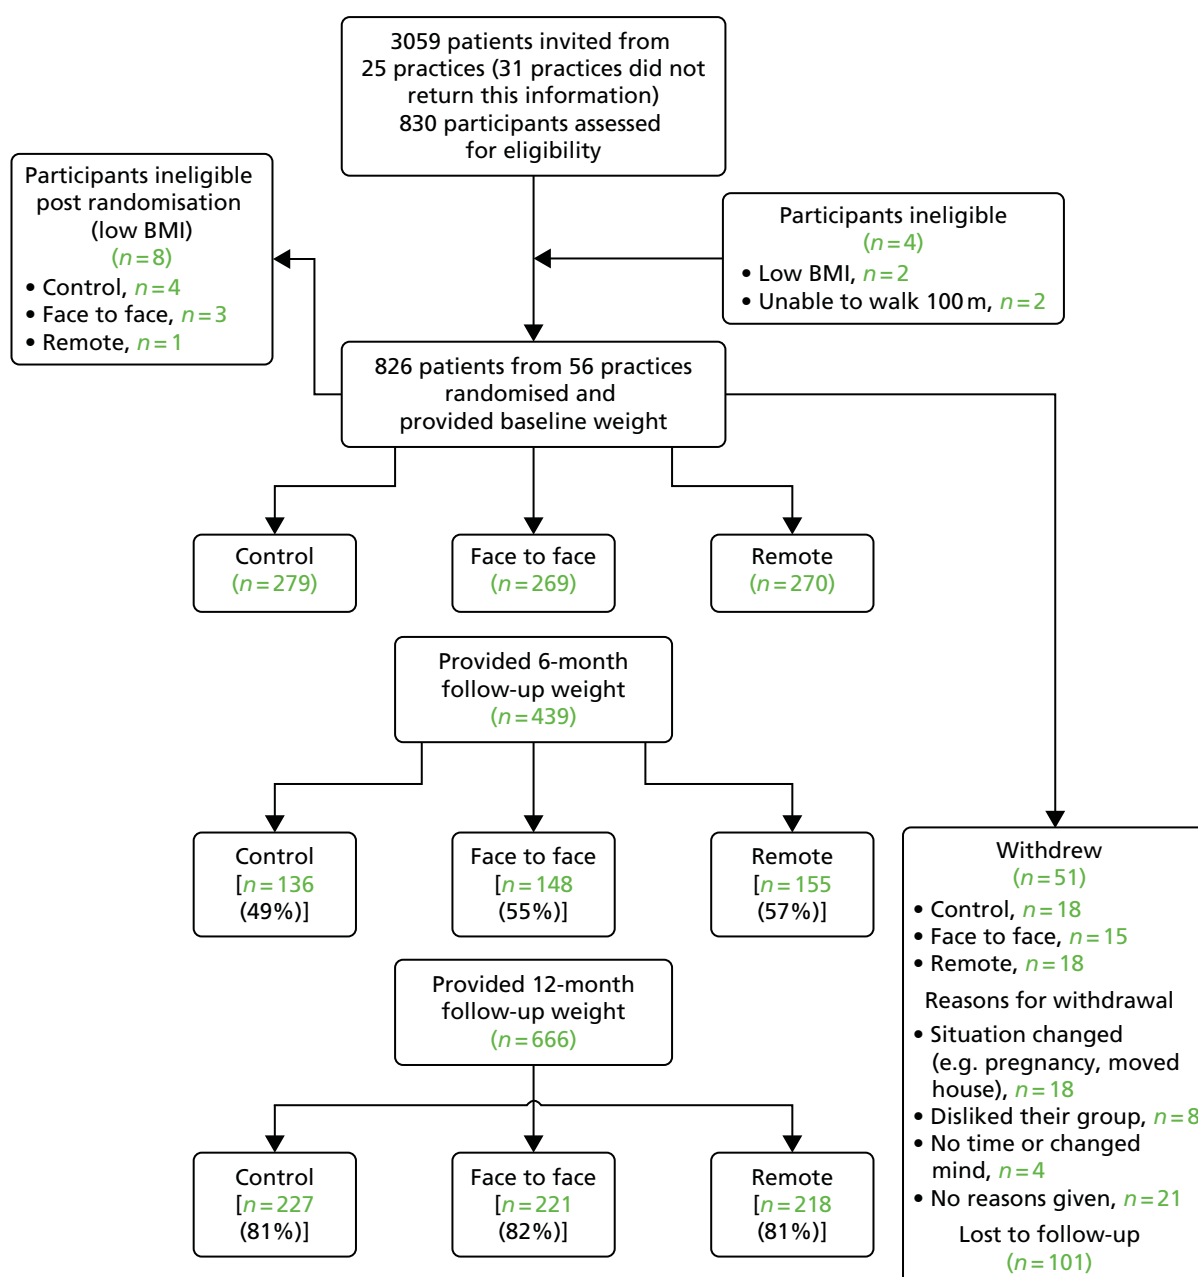 3059 patients invited from
25 practices (31 practices did not
return this information)
830 participants assessed
for eligibility
Participants ineligible
post randomisation
(low BMI)
(n=8)
• Control, n=4
• Face to face, n=3
• Remote, n=1
Participants ineligible
(n=4)
• Low BMI, n=2
• Unable to walk 100 m, n=2
826 patients from 56 practices
randomised and
provided baseline weight
Control
(n=279)
Face to face
(n=269)
Remote
(n=270)
Provided 6-month
follow-up weight
(n=439)
Control
[n=136
(49%)]
Face to face
[n=148
(55%)]
Remote
[n=155
(57%)]
Provided 12-month
follow-up weight
(n=666)
Control
[n=227
(81%)]
Face to face
[n=221
(82%)]
Remote
[n=218
(81%)]
Withdrew
(n=51)
• Control, n=18
• Face to face, n=15
• Remote, n=18
Reasons for withdrawal
• Situation changed
(e.g. pregnancy, moved
house), n=18
• Disliked their group, n=8
• No time or changed
mind, n=4
• No reasons given, n=21
Lost to follow-up
(n=101)